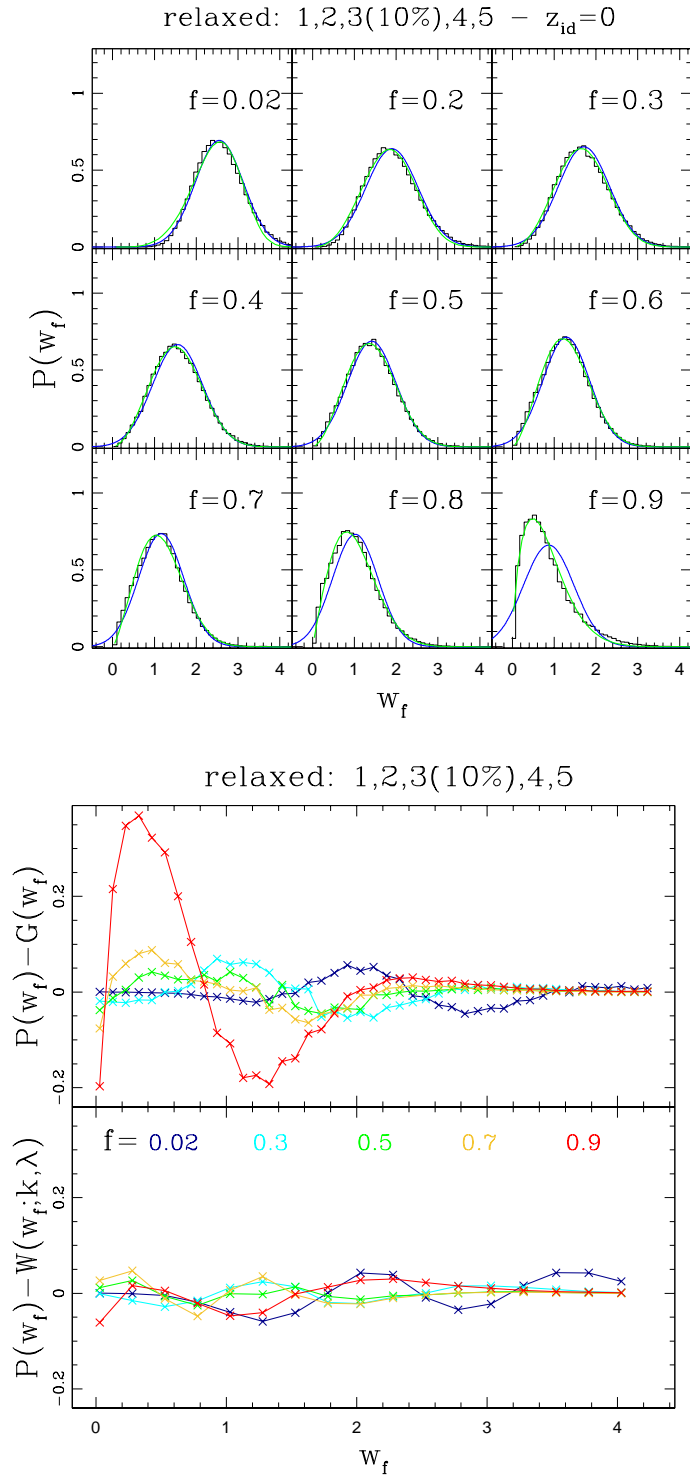 relaxed: 1,2,3(10%),4,5 − z_id=0
f=0.02 f=0.2 f=0.3
1
0.5
0
f=0.4 f=0.5 f=0.6
1
0.5
0
P(w_f)
f=0.7 f=0.8 f=0.9
1
0.5
0
0 1 2 3 4 0 1 2 3 4 0 1 2 3 4
w_f
relaxed: 1,2,3(10%),4,5
P(w_f)−G(w_f)
0.2
0
−0.2
f= 0.02 0.3 0.5 0.7 0.9
P(w_f)−W(w_f;k,λ)
0.2
0
−0.2
0 1 2 3 4
w_f